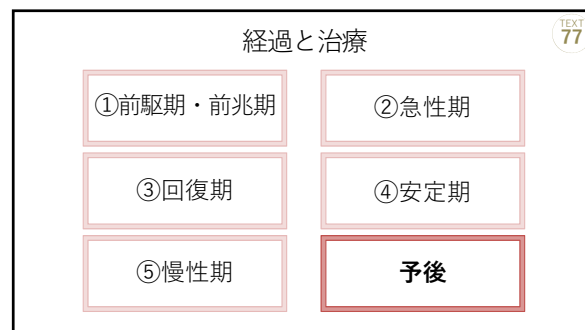 経過と治療
TEXT
77
①前駆期・前兆期
②急性期
③回復期
④安定期
⑤慢性期
予後